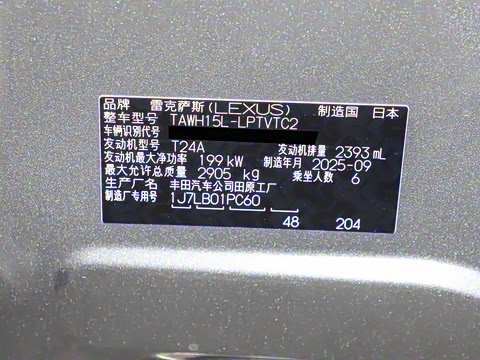 品牌 雷克萨斯(LEXUS) 制造国 日本
整车型号 TAWH15L-LPTVTC2
车辆识别代号
发动机型号 T24A 发动机排量 2393 mL
发动机最大净功率 199 kW 制造年月 2025-09
最大允许总质量 2905 kg 乘坐人数 6
生产厂名 丰田汽车公司田原工厂
制造厂专用号 1J7LB01PC60
48 204